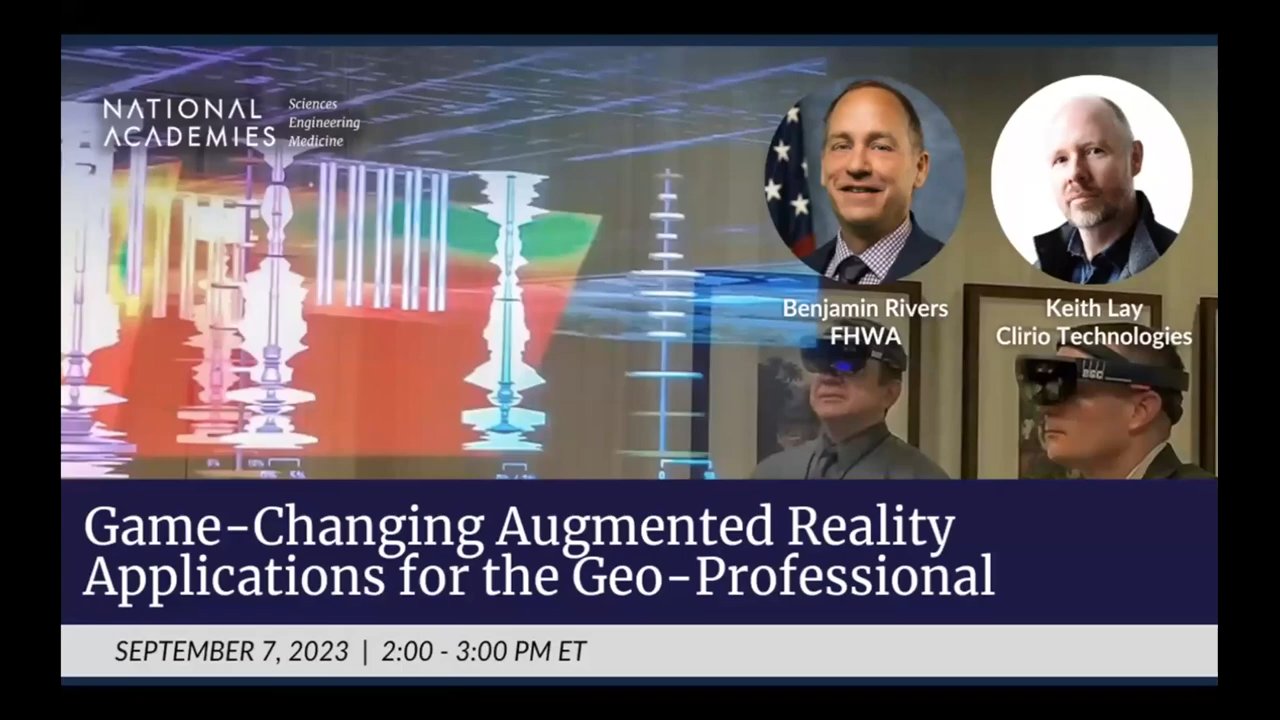 NATIONAL
ACADEMIES
Sciences
Engineering
Medicine
Benjamin Rivers
FHWA
Keith Lay
Clirio Technologies
Game-Changing Augmented Reality
Applications for the Geo-Professional
SEPTEMBER 7, 2023 | 2:00 - 3:00 PM ET